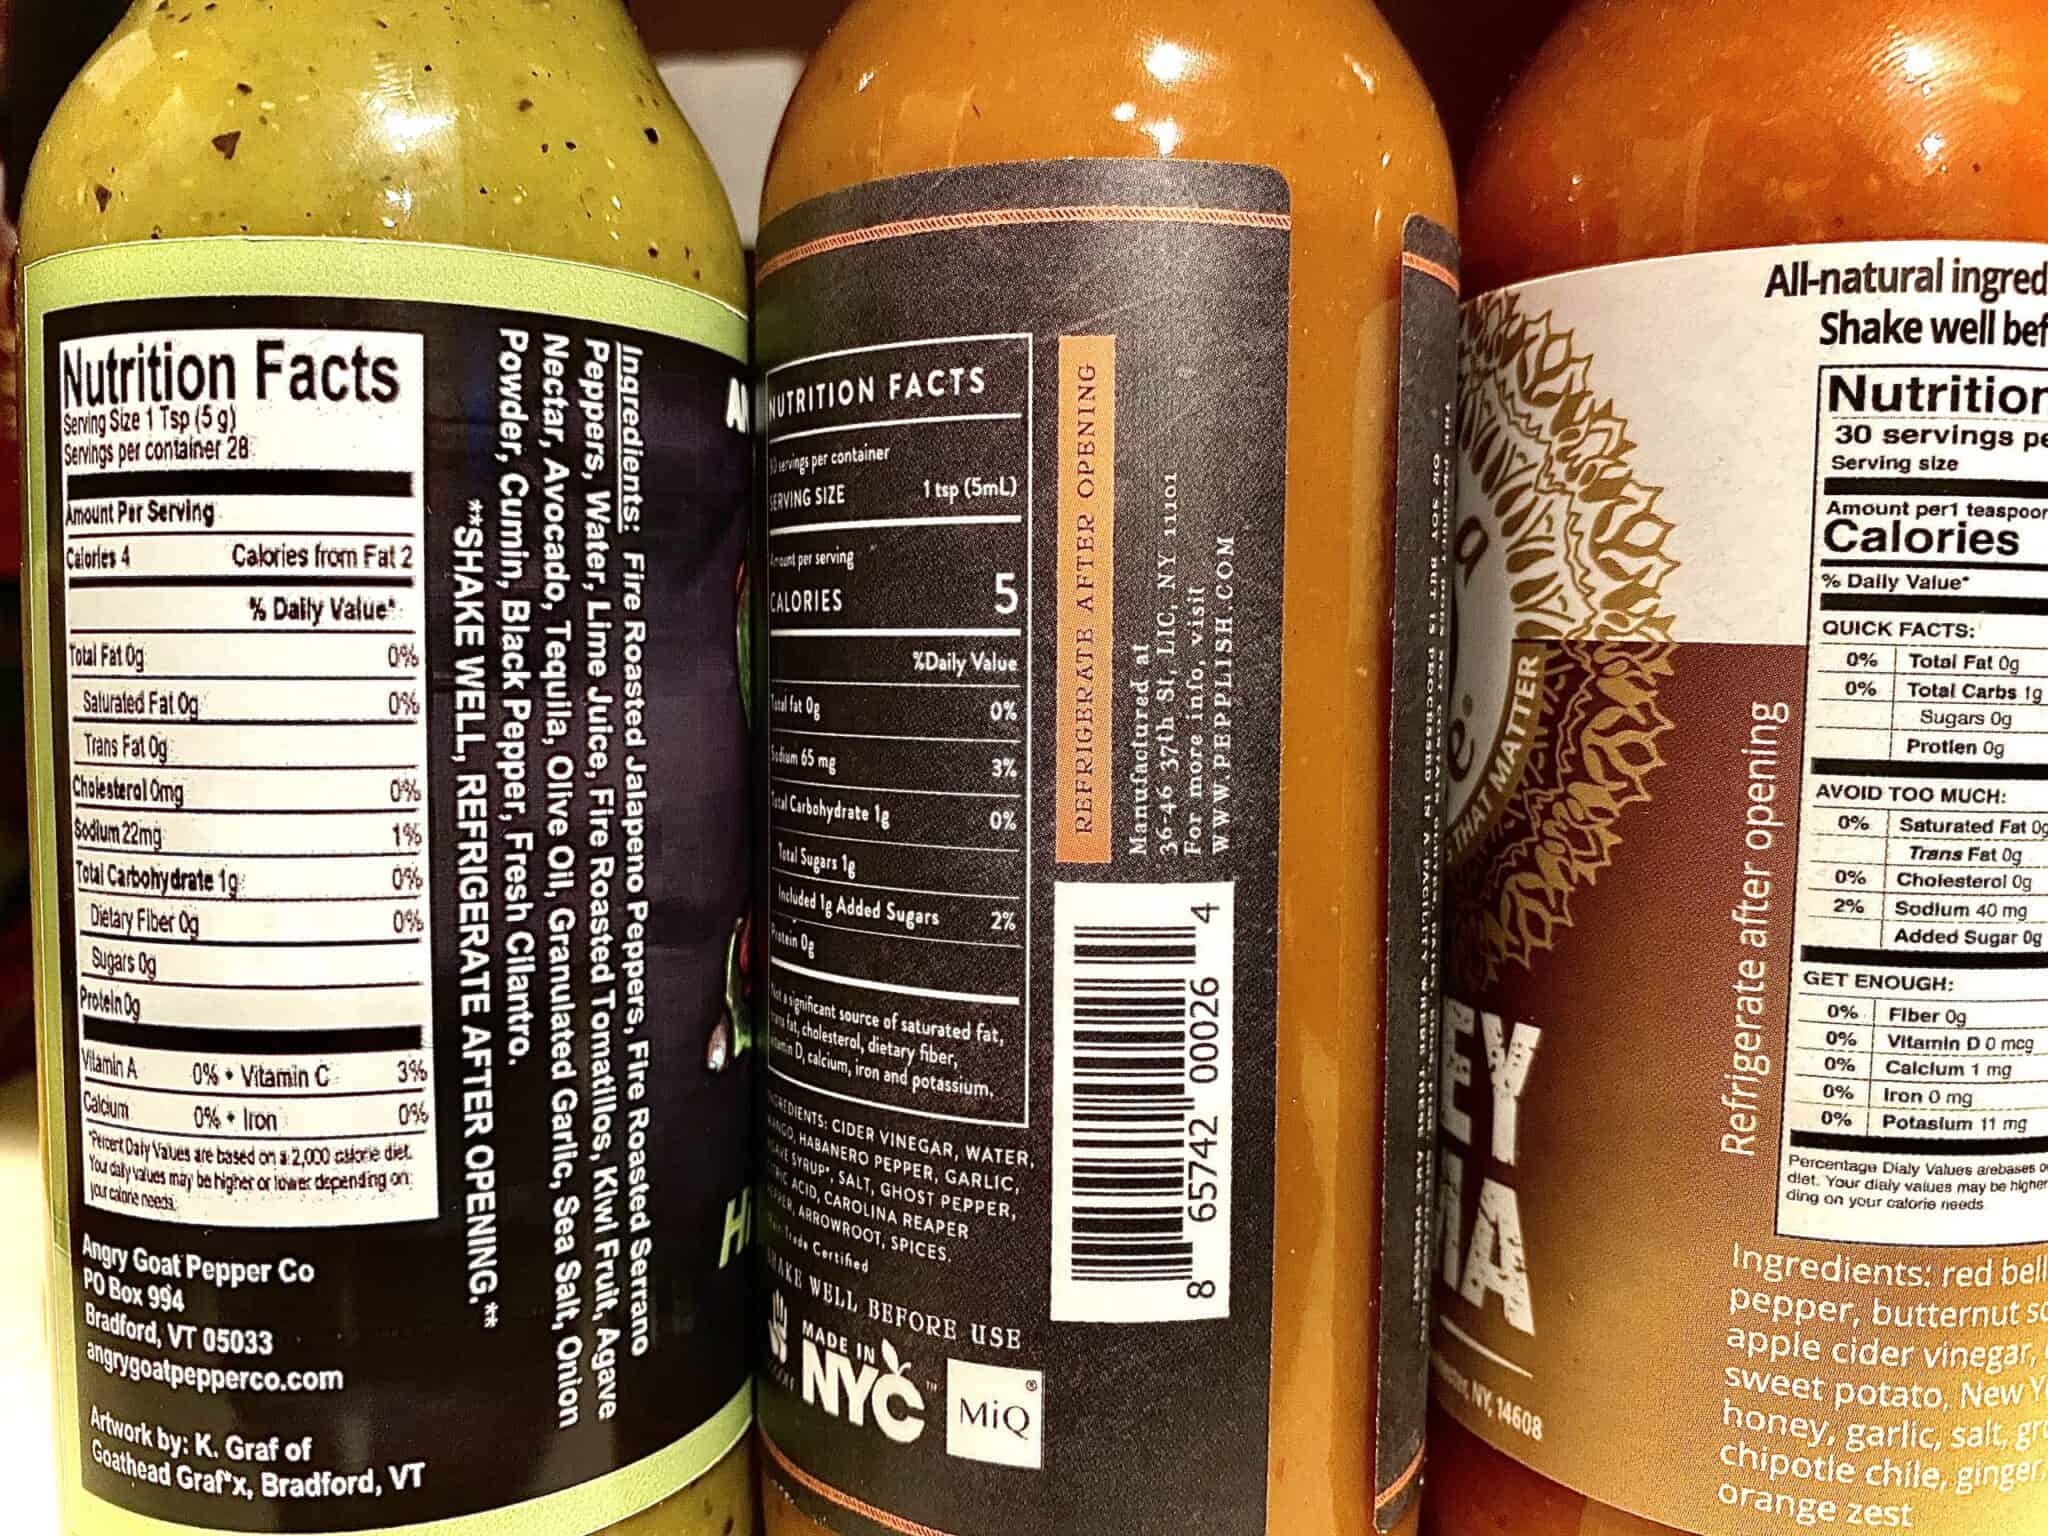 Nutrition Facts
Serving Size 1 Tsp (5 g)
Servings per container 28
Amount Per Serving
Calories 4 Calories from Fat 2
% Daily Value*
Total Fat 0g 0%
Saturated Fat 0g 0%
Trans Fat 0g
Cholesterol 0mg 0%
Sodium 22mg 1%
Total Carbohydrate 1g 0%
Dietary Fiber 0g 0%
Sugars 0g
Protein 0g
Vitamin A 0% • Vitamin C 3%
Calcium 0% • Iron 0%
*Percent Daily Values are based on a 2,000 calorie diet.
Your daily values may be higher or lower depending on
your calorie needs.
Angry Goat Pepper Co
PO Box 994
Bradford, VT 05033
angrygoatpepperco.com
Artwork by: K. Graf of
Goathead Graf*x, Bradford, VT
Ingredients: Fire Roasted Jalapeno Peppers, Fire Roasted Serrano
Peppers, Water, Lime Juice, Fire Roasted Tomatillos, Kiwi Fruit, Agave
Nectar, Avocado, Tequila, Olive Oil, Granulated Garlic, Sea Salt, Onion
Powder, Cumin, Black Pepper, Fresh Cilantro.
**SHAKE WELL, REFRIGERATE AFTER OPENING.**
NUTRITION FACTS
servings per container
SERVING SIZE 1 tsp (5mL)
Amount per serving
CALORIES 5
%Daily Value
Total fat 0g 0%
Sodium 65 mg 3%
Total Carbohydrate 1g 0%
Total Sugars 1g
Included 1g Added Sugars 2%
Protein 0g
Not a significant source of saturated fat,
trans fat, cholesterol, dietary fiber,
vitamin D, calcium, iron and potassium.
INGREDIENTS: CIDER VINEGAR, WATER,
MANGO, HABANERO PEPPER, GARLIC,
AGAVE SYRUP*, SALT, GHOST PEPPER,
CITRIC ACID, CAROLINA REAPER
ARROWROOT, SPICES.
Trade Certified
SHAKE WELL BEFORE USE
MADE IN
NYC™
MiQ®
REFRIGERATE AFTER OPENING
Manufactured at
36-46 37th St, LIC, NY 11101
For more info, visit
WWW.PEPPLISH.COM
8 65742 00026 4
THAT MATTER
EY
HA
NY, 14608
All-natural ingred
Shake well bef
Nutrition
30 servings pe
Serving size
Amount per1 teaspoon
Calories
% Daily Value*
QUICK FACTS:
0% Total Fat 0g
0% Total Carbs 1g
Sugars 0g
Protien 0g
AVOID TOO MUCH:
0% Saturated Fat 0g
Trans Fat 0g
0% Cholesterol 0g
2% Sodium 40 mg
Added Sugar 0g
GET ENOUGH:
0% Fiber 0g
0% Vitamin D 0 mcg
0% Calcium 1 mg
0% Iron 0 mg
0% Potasium 11 mg
Percentage Dialy Values arebases o
diet. Your dialy values may be higher
ding on your calorie needs
Refrigerate after opening
Ingredients: red bell
pepper, butternut sq
apple cider vinegar,
sweet potato, New Y
honey, garlic, salt, gr
chipotle chile, ginger,
orange zest